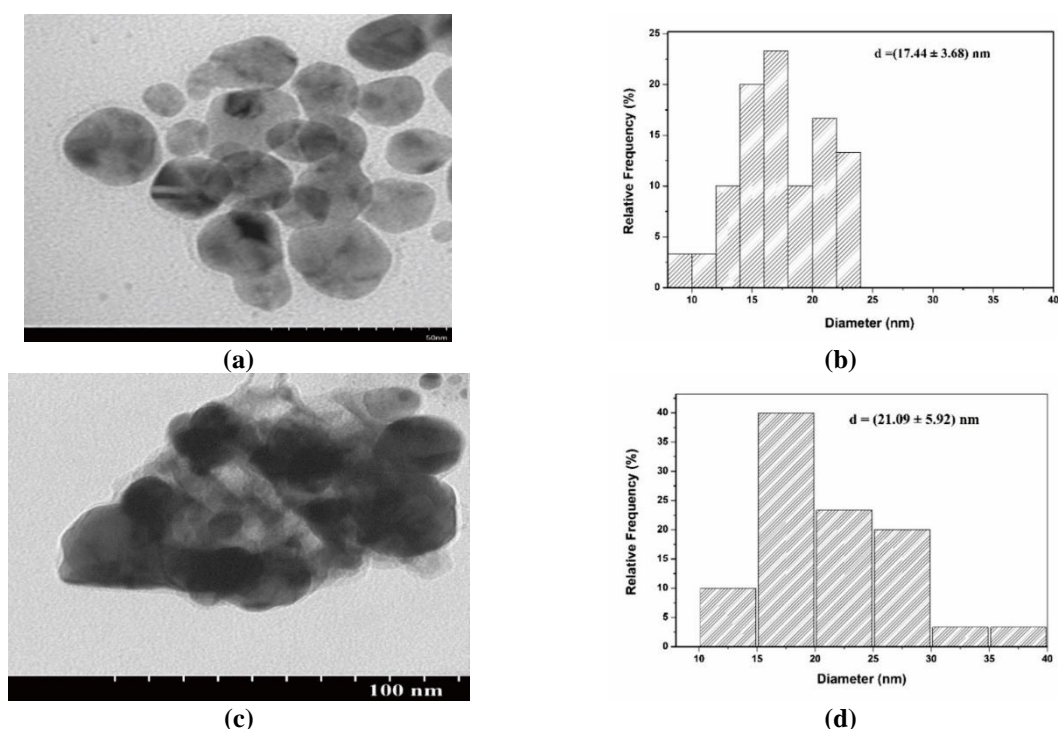 25
20
15
10
5
0
Relative Frequency (%)
d =(17.44 ± 3.68) nm
10 15 20 25 30 35 40
Diameter (nm)
50nm
(a)
(b)
40
35
30
25
20
15
10
5
0
Relative Frequency (%)
d = (21.09 ± 5.92) nm
10 15 20 25 30 35 40
Diameter (nm)
100 nm
(c)
(d)